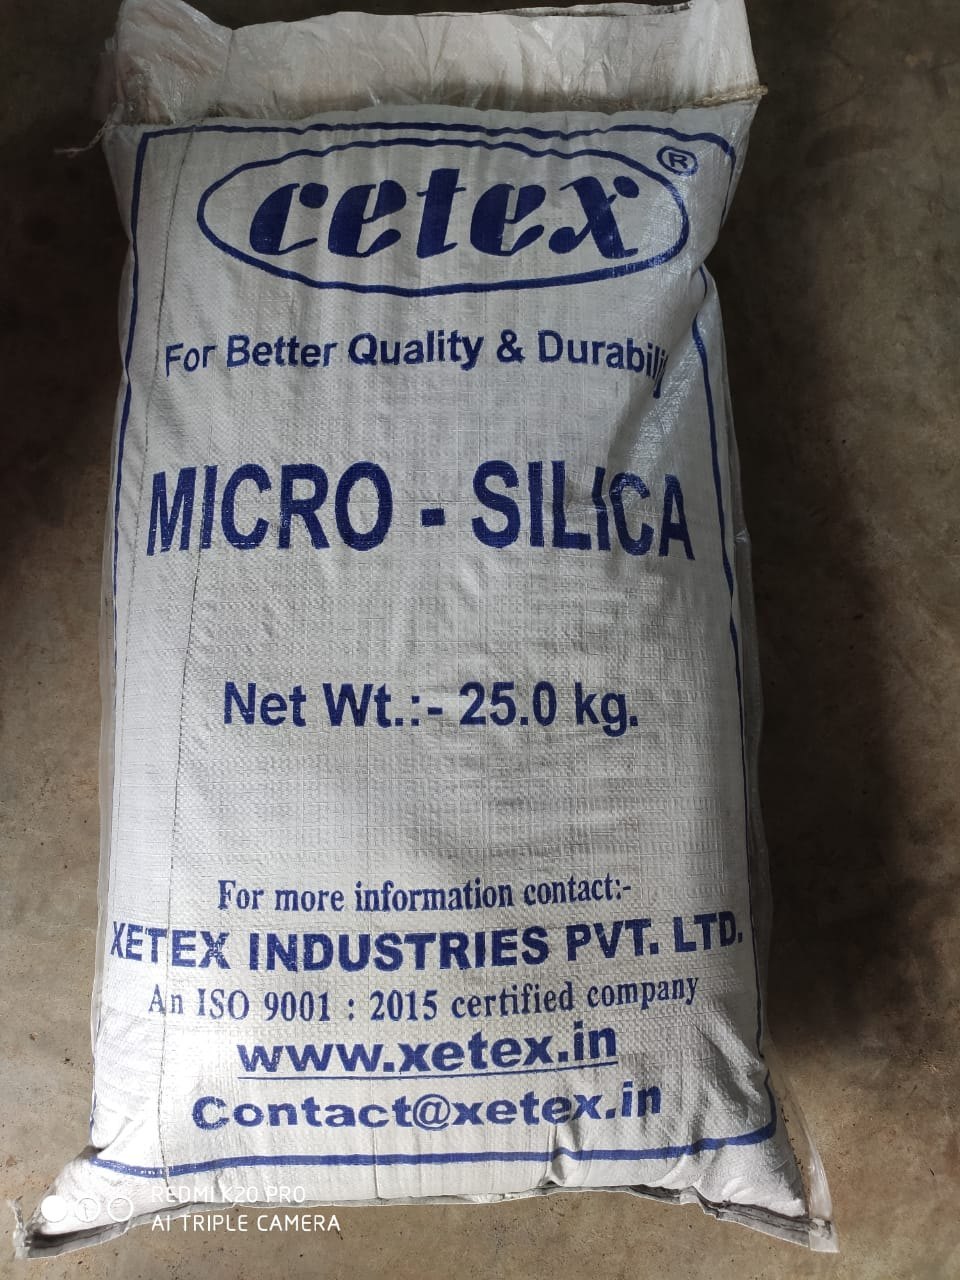 cetex®
For Better Quality & Durabili
MICRO - SILICA
Net Wt.:- 25.0 kg.
For more information contact:-
XETEX INDUSTRIES PVT. LTD.
An ISO 9001 : 2015 certified company
www.xetex.in
Contact@xetex.in
REDMI K20 PRO
AI TRIPLE CAMERA